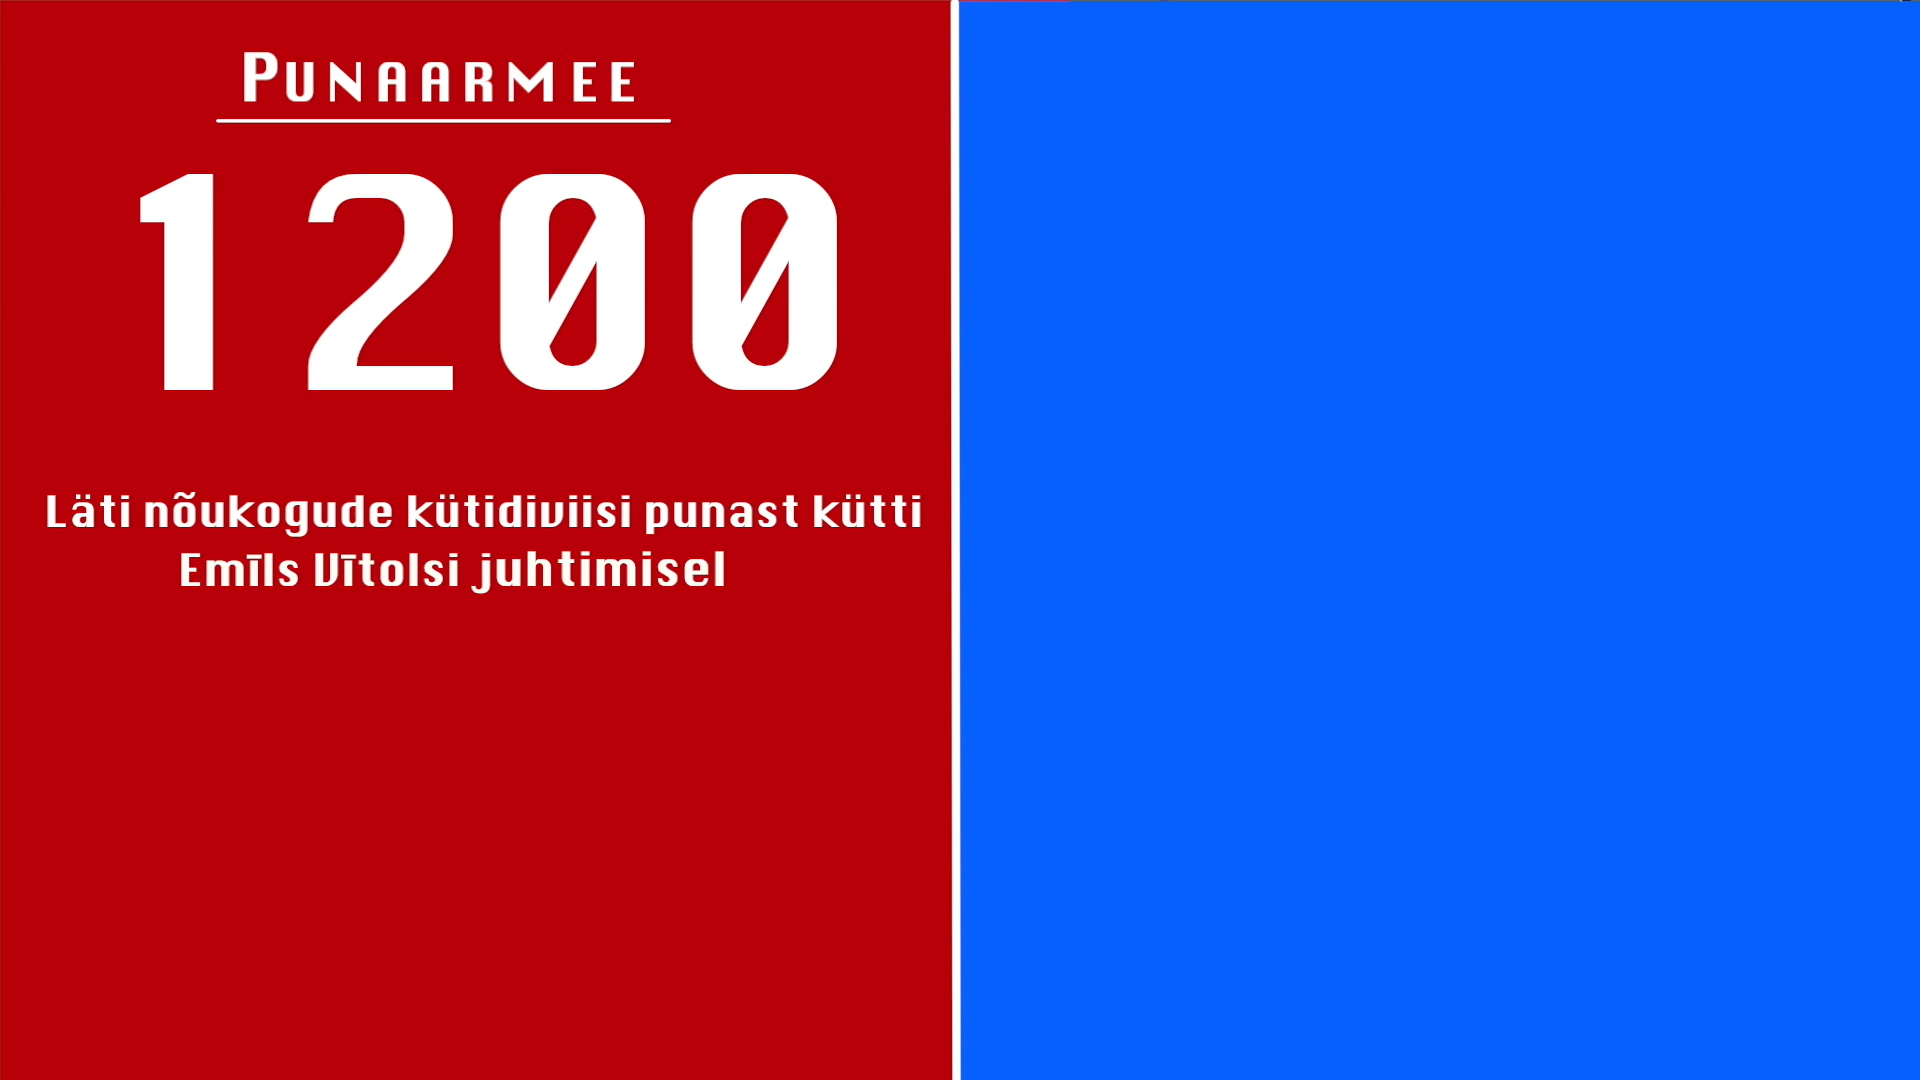 Punaarmee
1200
Läti nõukogude kütidiviisi punast kütti
Emīls Vītolsi juhtimisel